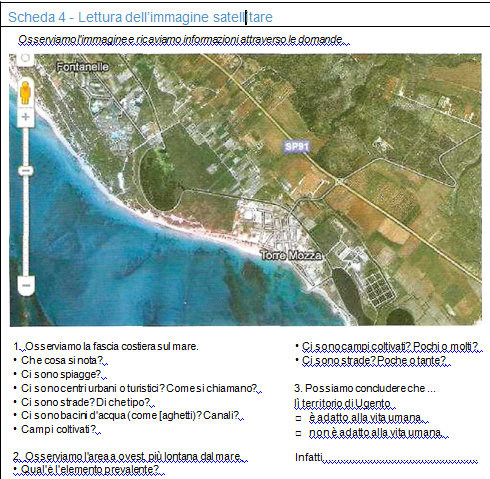 Scheda 4 - Lettura dell'immagine satellitare
Osserviamo l'immagine e ricaviamo informazioni attraverso le domande.
Fontanelle
SP91
Torre Mozza
1. Osserviamo la fascia costiera sul mare.
• Che cosa si nota?
• Ci sono spiagge?
• Ci sono centri urbani o turistici? Come si chiamano?
• Ci sono strade? Di che tipo?
• Ci sono bacini d'acqua (come [aghetti)? Canali?
• Campi coltivati?
2. Osserviamo l'area a ovest, più lontana dal mare.
• Qual'è l'elemento prevalente?
• Ci sono campi coltivati? Pochi o molti?
• Ci sono strade? Poche o tante?
3. Possiamo concludere che ...
lì territorio di Ugento
□ è adatto alla vita umana.
□ non è adatto alla vita umana.
Infatti